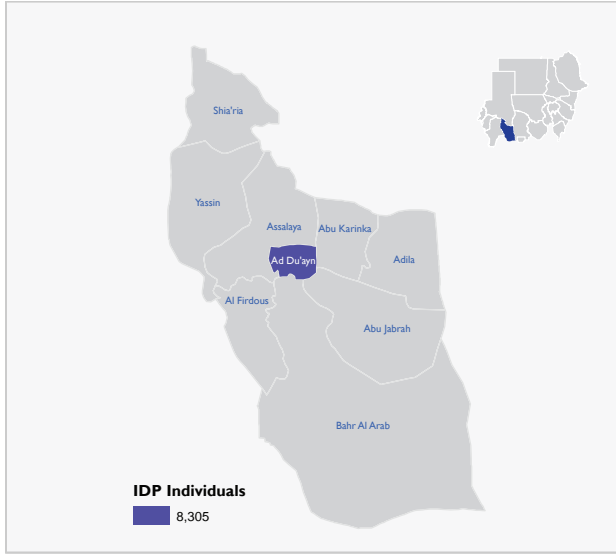 Shia'ria
Yassin
Assalaya
Abu Karinka
Ad Du'ayn
Adila
Al Firdous
Abu Jabrah
Bahr Al Arab
IDP Individuals
8,305